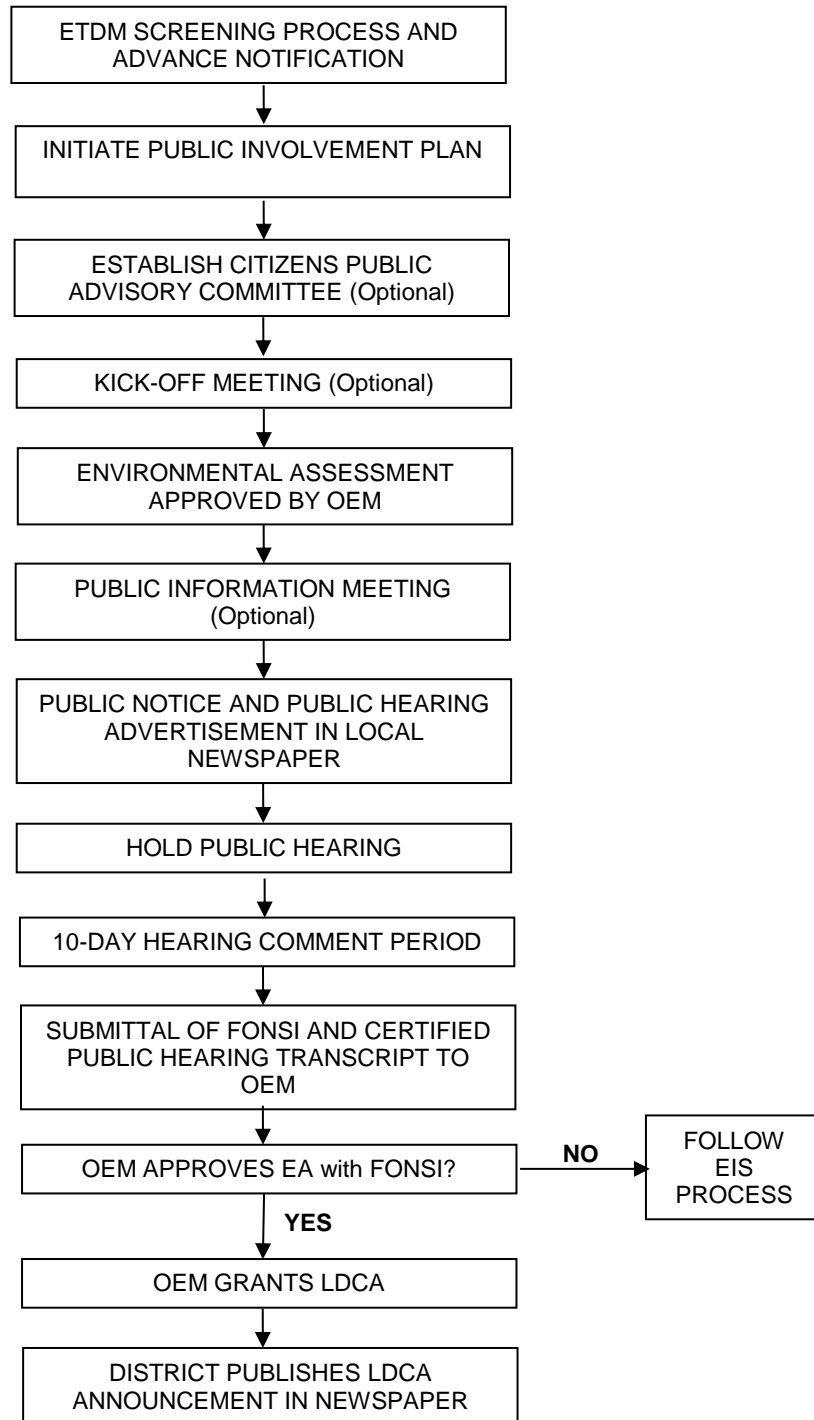 ETDM SCREENING PROCESS AND
ADVANCE NOTIFICATION
INITIATE PUBLIC INVOLVEMENT PLAN
ESTABLISH CITIZENS PUBLIC
ADVISORY COMMITTEE (Optional)
KICK-OFF MEETING (Optional)
ENVIRONMENTAL ASSESSMENT
APPROVED BY OEM
PUBLIC INFORMATION MEETING
(Optional)
PUBLIC NOTICE AND PUBLIC HEARING
ADVERTISEMENT IN LOCAL
NEWSPAPER
HOLD PUBLIC HEARING
10-DAY HEARING COMMENT PERIOD
SUBMITTAL OF FONSI AND CERTIFIED
PUBLIC HEARING TRANSCRIPT TO
OEM
OEM APPROVES EA with FONSI?
NO
FOLLOW
EIS
PROCESS
YES
OEM GRANTS LDCA
DISTRICT PUBLISHES LDCA
ANNOUNCEMENT IN NEWSPAPER